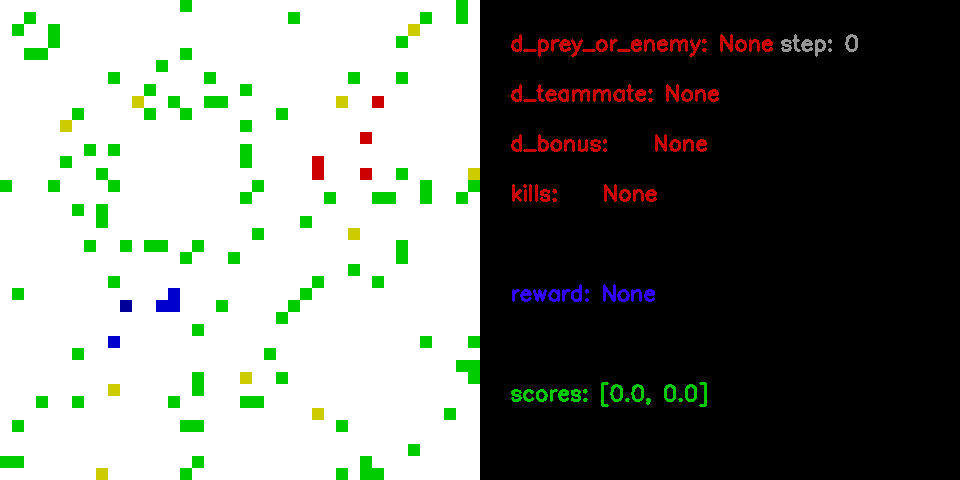 d_prey_or_enemy: None step: 0
d_teammate: None
d_bonus: None
kills: None
reward: None
scores: [0.0, 0.0]